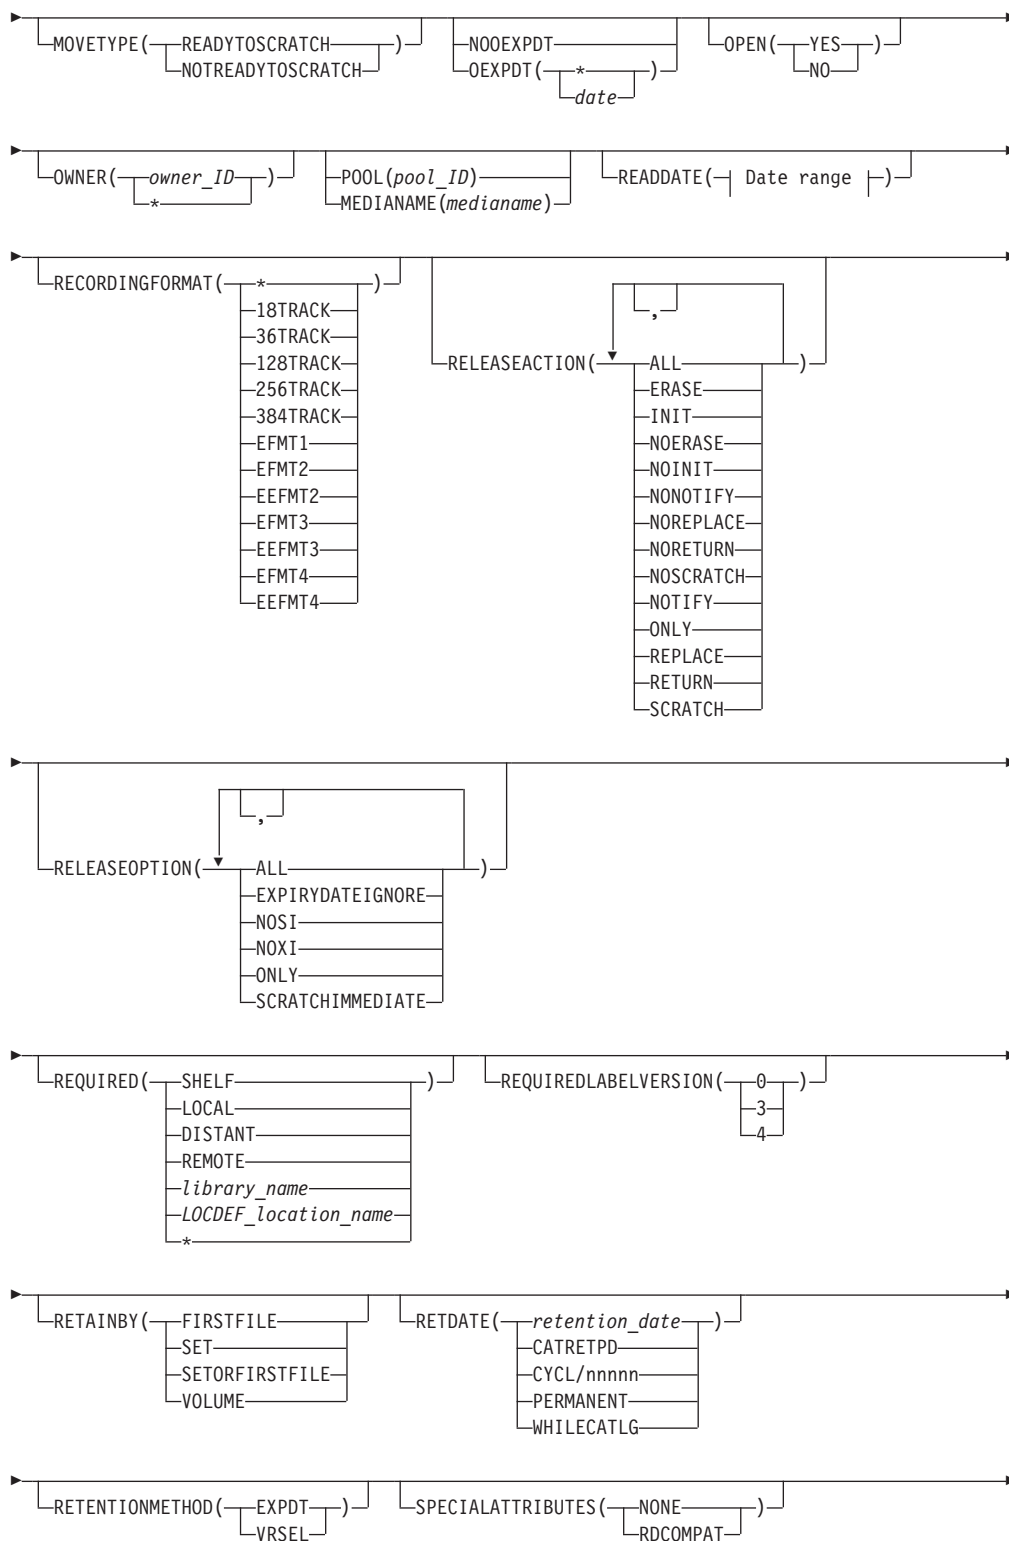 MOVETYPE( READYTOSCRATCH ) NOOEXPDT OPEN( YES )
NOTREADYTOSCRATCH OEXPDT( * ) NO
date
OWNER( owner_ID ) POOL(pool_ID) READDATE( Date range )
* MEDIANAME(medianame)
RECORDINGFORMAT( * )
18TRACK ,
36TRACK
128TRACK RELEASEACTION( ALL )
256TRACK ERASE
384TRACK INIT
EFMT1 NOERASE
EFMT2 NOINIT
EEFMT2 NONOTIFY
EFMT3 NOREPLACE
EEFMT3 NORETURN
EFMT4 NOSCRATCH
EEFMT4 NOTIFY
ONLY
REPLACE
RETURN
SCRATCH
,
RELEASEOPTION( ALL )
EXPIRYDATEIGNORE
NOSI
NOXI
ONLY
SCRATCHIMMEDIATE
REQUIRED( SHELF ) REQUIREDLABELVERSION( 0 )
LOCAL 3
DISTANT 4
REMOTE
library_name
LOCDEF_location_name
*
RETAINBY( FIRSTFILE ) RETDATE( retention_date )
SET CATRETPD
SETORFIRSTFILE CYCL/nnnnn
VOLUME PERMANENT
WHILECATLG
RETENTIONMETHOD( EXPDT ) SPECIALATTRIBUTES( NONE )
VRSEL RDCOMPAT